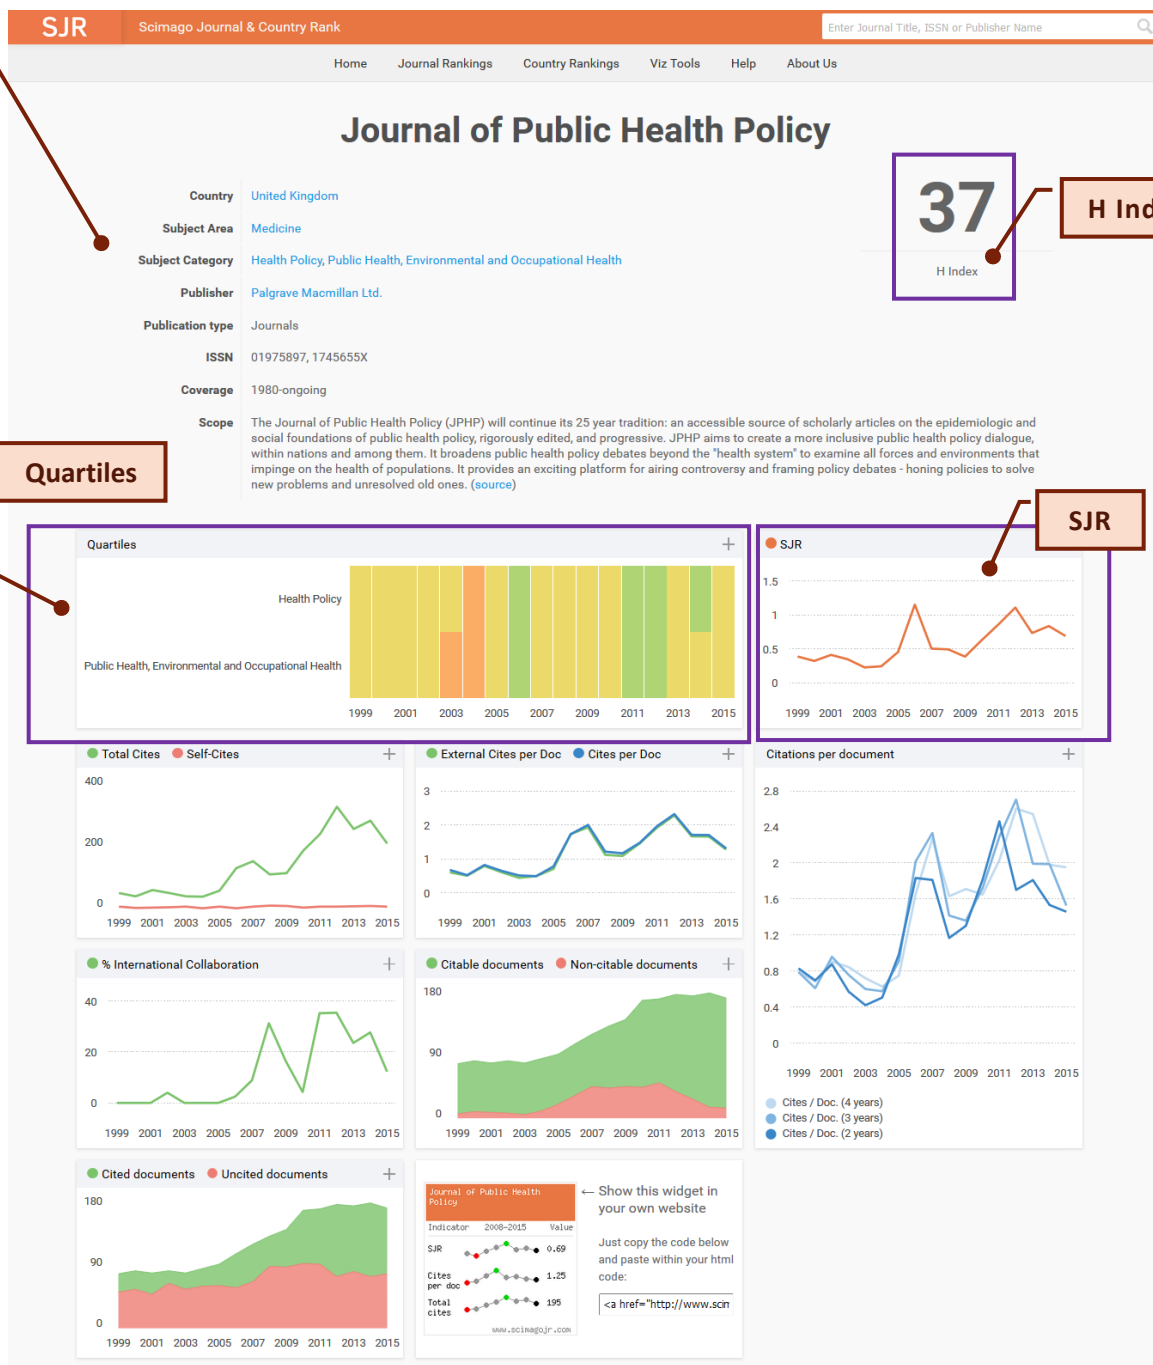 SJR
Scimago Journal & Country Rank
Enter Journal Title, ISSN or Publisher Name
Home Journal Rankings Country Rankings Viz Tools Help About Us
Journal of Public Health Policy
Country United Kingdom
Subject Area Medicine
Subject Category Health Policy, Public Health, Environmental and Occupational Health
Publisher Palgrave Macmillan Ltd.
Publication type Journals
ISSN 01975897, 1745655X
Coverage 1980-ongoing
Scope The Journal of Public Health Policy (JPHP) will continue its 25 year tradition: an accessible source of scholarly articles on the epidemiologic and
social foundations of public health policy, rigorously edited, and progressive. JPHP aims to create a more inclusive public health policy dialogue,
within nations and among them. It broadens public health policy debates beyond the "health system" to examine all forces and environments that
impinge on the health of populations. It provides an exciting platform for airing controversy and framing policy debates - honing policies to solve
new problems and unresolved old ones. (source)
37
H Index
H Ind
Quartiles
SJR
Quartiles +
Health Policy
Public Health, Environmental and Occupational Health
1999 2001 2003 2005 2007 2009 2011 2013 2015
SJR
1.5
1
0.5
0
1999 2001 2003 2005 2007 2009 2011 2013 2015
Total Cites Self-Cites +
400
200
0
1999 2001 2003 2005 2007 2009 2011 2013 2015
External Cites per Doc Cites per Doc +
3
2
1
0
1999 2001 2003 2005 2007 2009 2011 2013 2015
Citations per document +
2.8
2.4
2
1.6
1.2
0.8
0.4
0
1999 2001 2003 2005 2007 2009 2011 2013 2015
Cites / Doc. (4 years)
Cites / Doc. (3 years)
Cites / Doc. (2 years)
% International Collaboration +
40
20
0
1999 2001 2003 2005 2007 2009 2011 2013 2015
Citable documents Non-citable documents +
180
90
0
1999 2001 2003 2005 2007 2009 2011 2013 2015
Cited documents Uncited documents +
180
90
0
1999 2001 2003 2005 2007 2009 2011 2013 2015
Journal of Public Health
Policy
Indicator 2008-2015 Value
SJR 0.69
Cites
per doc 1.25
Total
cites 195
www.scimagojr.com
← Show this widget in
your own website
Just copy the code below
and paste within your html
code:
<a href="http://www.scim